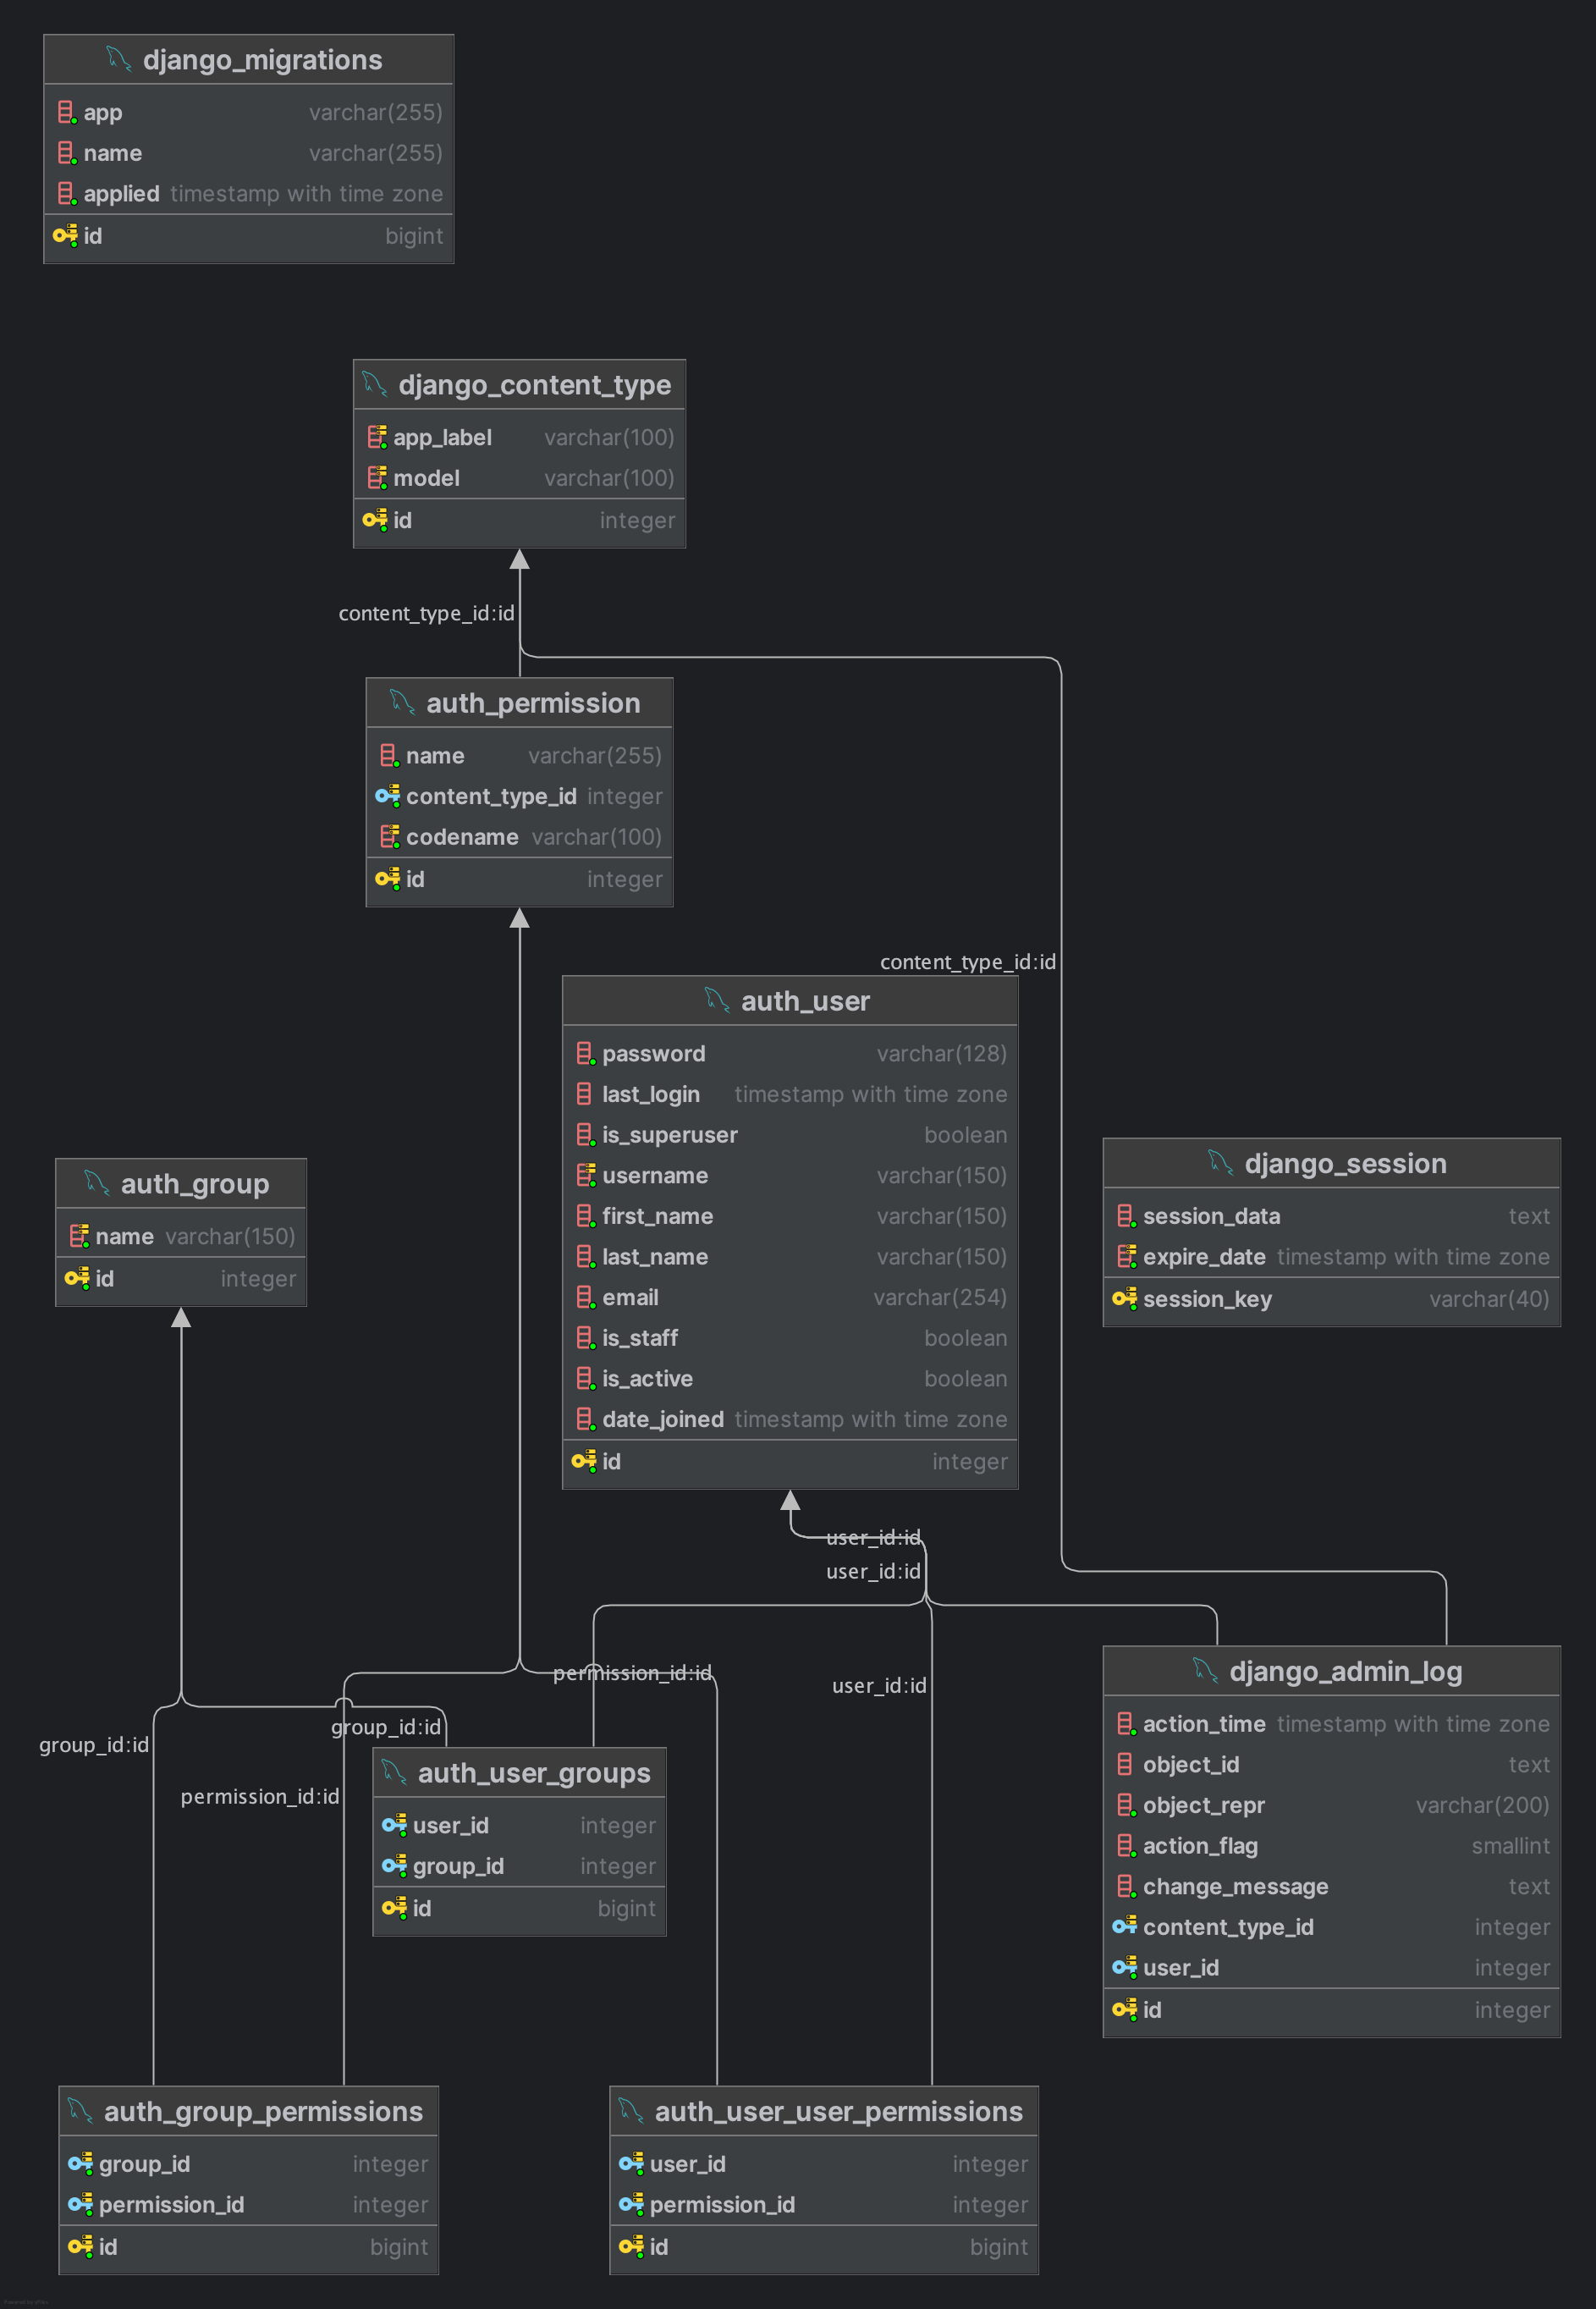 django_migrations
app varchar(255)
name varchar(255)
applied timestamp with time zone
id bigint
django_content_type
app_label varchar(100)
model varchar(100)
id integer
content_type_id:id
auth_permission
name varchar(255)
content_type_id integer
codename varchar(100)
id integer
content_type_id:id
auth_user
password varchar(128)
last_login timestamp with time zone
is_superuser boolean
username varchar(150)
first_name varchar(150)
last_name varchar(150)
email varchar(254)
is_staff boolean
is_active boolean
date_joined timestamp with time zone
id integer
auth_group
name varchar(150)
id integer
django_session
session_data text
expire_date timestamp with time zone
session_key varchar(40)
user_id:id
user_id:id
permission_id:id
user_id:id
group_id:id
group_id:id
permission_id:id
auth_user_groups
user_id integer
group_id integer
id bigint
django_admin_log
action_time timestamp with time zone
object_id text
object_repr varchar(200)
action_flag smallint
change_message text
content_type_id integer
user_id integer
id integer
auth_group_permissions
group_id integer
permission_id integer
id bigint
auth_user_user_permissions
user_id integer
permission_id integer
id bigint